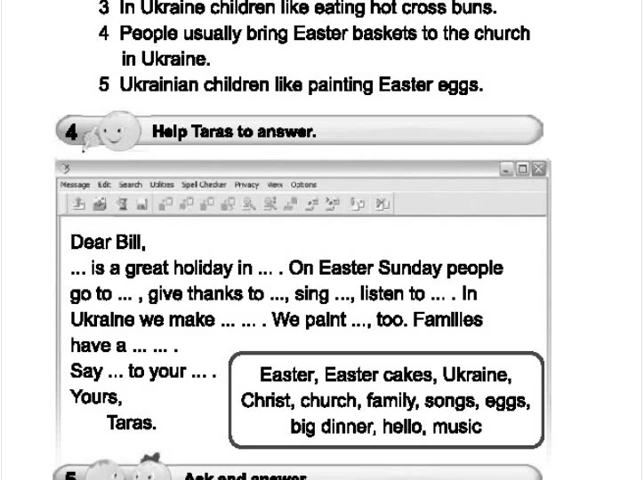 3 In Ukraine children like eating hot cross buns.
4 People usually bring Easter baskets to the church
in Ukraine.
5 Ukrainian children like painting Easter eggs.
4 Help Taras to answer.
Message Edit Search Utilities Spell Checker Privacy View Options
Dear Bill,
... is a great holiday in ... . On Easter Sunday people
go to ... , give thanks to ..., sing ..., listen to ... . In
Ukraine we make ... ... . We paint ..., too. Families
have a ... ... .
Say ... to your ... .
Yours,
Taras.
Easter, Easter cakes, Ukraine,
Christ, church, family, songs, eggs,
big dinner, hello, music
5 Ask and answer